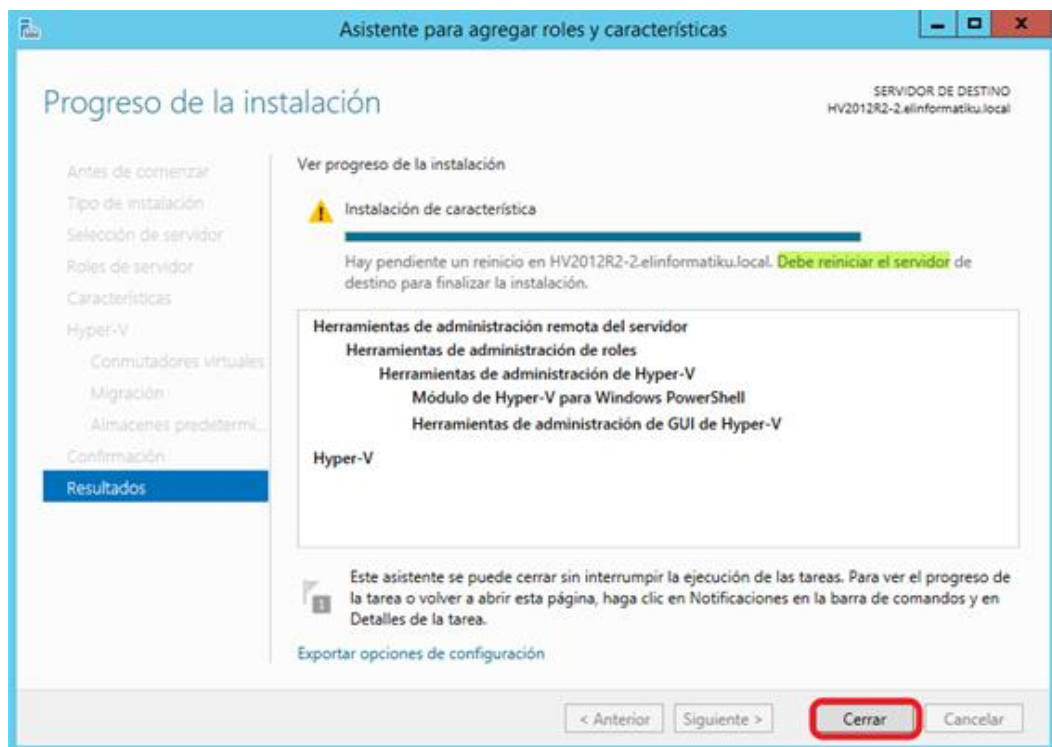 Asistente para agregar roles y características
Progreso de la instalación
SERVIDOR DE DESTINO
HV2012R2-2.elinformatiku.local
Antes de comenzar
Tipo de instalación
Selección de servidor
Roles de servidor
Características
Hyper-V
Conmutadores virtuales
Migración
Almacenes predetermi...
Confirmación
Resultados
Ver progreso de la instalación
Instalación de característica
Hay pendiente un reinicio en HV2012R2-2.elinformatiku.local. Debe reiniciar el servidor de
destino para finalizar la instalación.
Herramientas de administración remota del servidor
Herramientas de administración de roles
Herramientas de administración de Hyper-V
Módulo de Hyper-V para Windows PowerShell
Herramientas de administración de GUI de Hyper-V
Hyper-V
Este asistente se puede cerrar sin interrumpir la ejecución de las tareas. Para ver el progreso de
la tarea o volver a abrir esta página, haga clic en Notificaciones en la barra de comandos y en
Detalles de la tarea.
Exportar opciones de configuración
< Anterior Siguiente > Cerrar Cancelar